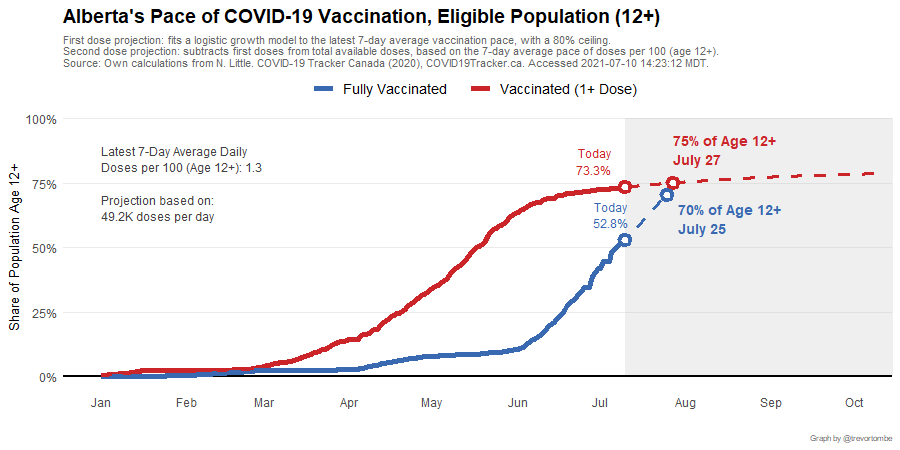 Alberta's Pace of COVID-19 Vaccination, Eligible Population (12+)
First dose projection: fits a logistic growth model to the latest 7-day average vaccination pace, with a 80% ceiling.
Second dose projection: subtracts first doses from total available doses, based on the 7-day average pace of doses per 100 (age 12+).
Source: Own calculations from N. Little. COVID-19 Tracker Canada (2020), COVID19Tracker.ca. Accessed 2021-07-10 14:23:12 MDT.
Fully Vaccinated
Vaccinated (1+ Dose)
Share of Population Age 12+
100%
75%
50%
25%
0%
Latest 7-Day Average Daily
Doses per 100 (Age 12+): 1.3
Projection based on:
49.2K doses per day
Today
73.3%
75% of Age 12+
July 27
Today
52.8%
70% of Age 12+
July 25
Jan Feb Mar Apr May Jun Jul Aug Sep Oct
Graph by @trevortombe